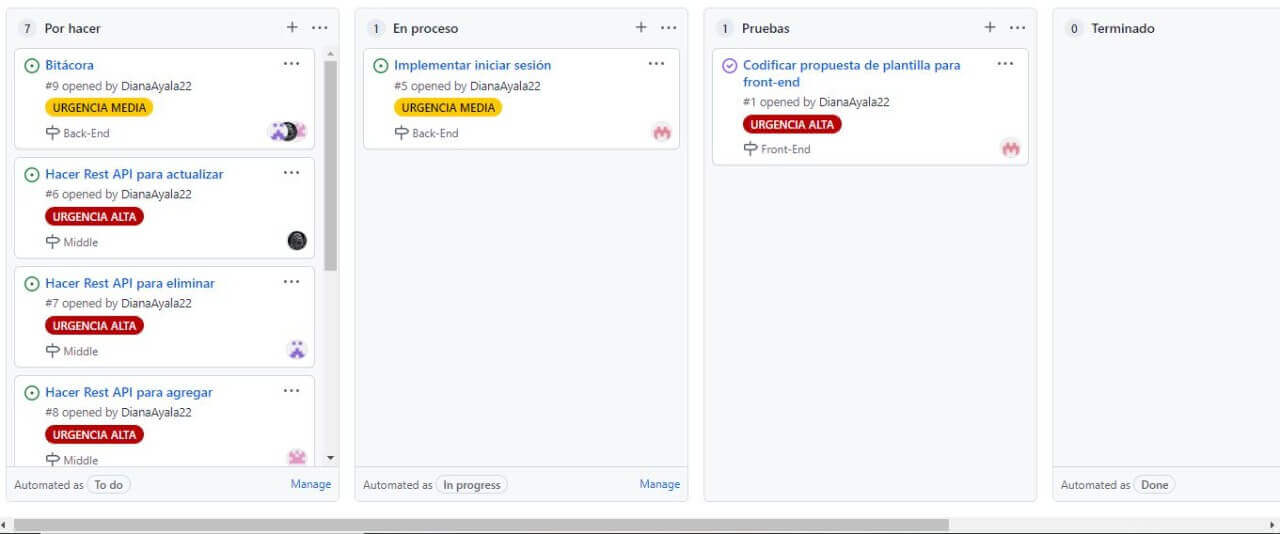 7 Por hacer
Bitácora
#9 opened by DianaAyala22
URGENCIA MEDIA
Back-End
Hacer Rest API para actualizar
#6 opened by DianaAyala22
URGENCIA ALTA
Middle
Hacer Rest API para eliminar
#7 opened by DianaAyala22
URGENCIA ALTA
Middle
Hacer Rest API para agregar
#8 opened by DianaAyala22
URGENCIA ALTA
Middle
Automated as To do Manage
1 En proceso
Implementar iniciar sesión
#5 opened by DianaAyala22
URGENCIA MEDIA
Back-End
Automated as In progress Manage
1 Pruebas
Codificar propuesta de plantilla para
front-end
#1 opened by DianaAyala22
URGENCIA ALTA
Front-End
0 Terminado
Automated as Done